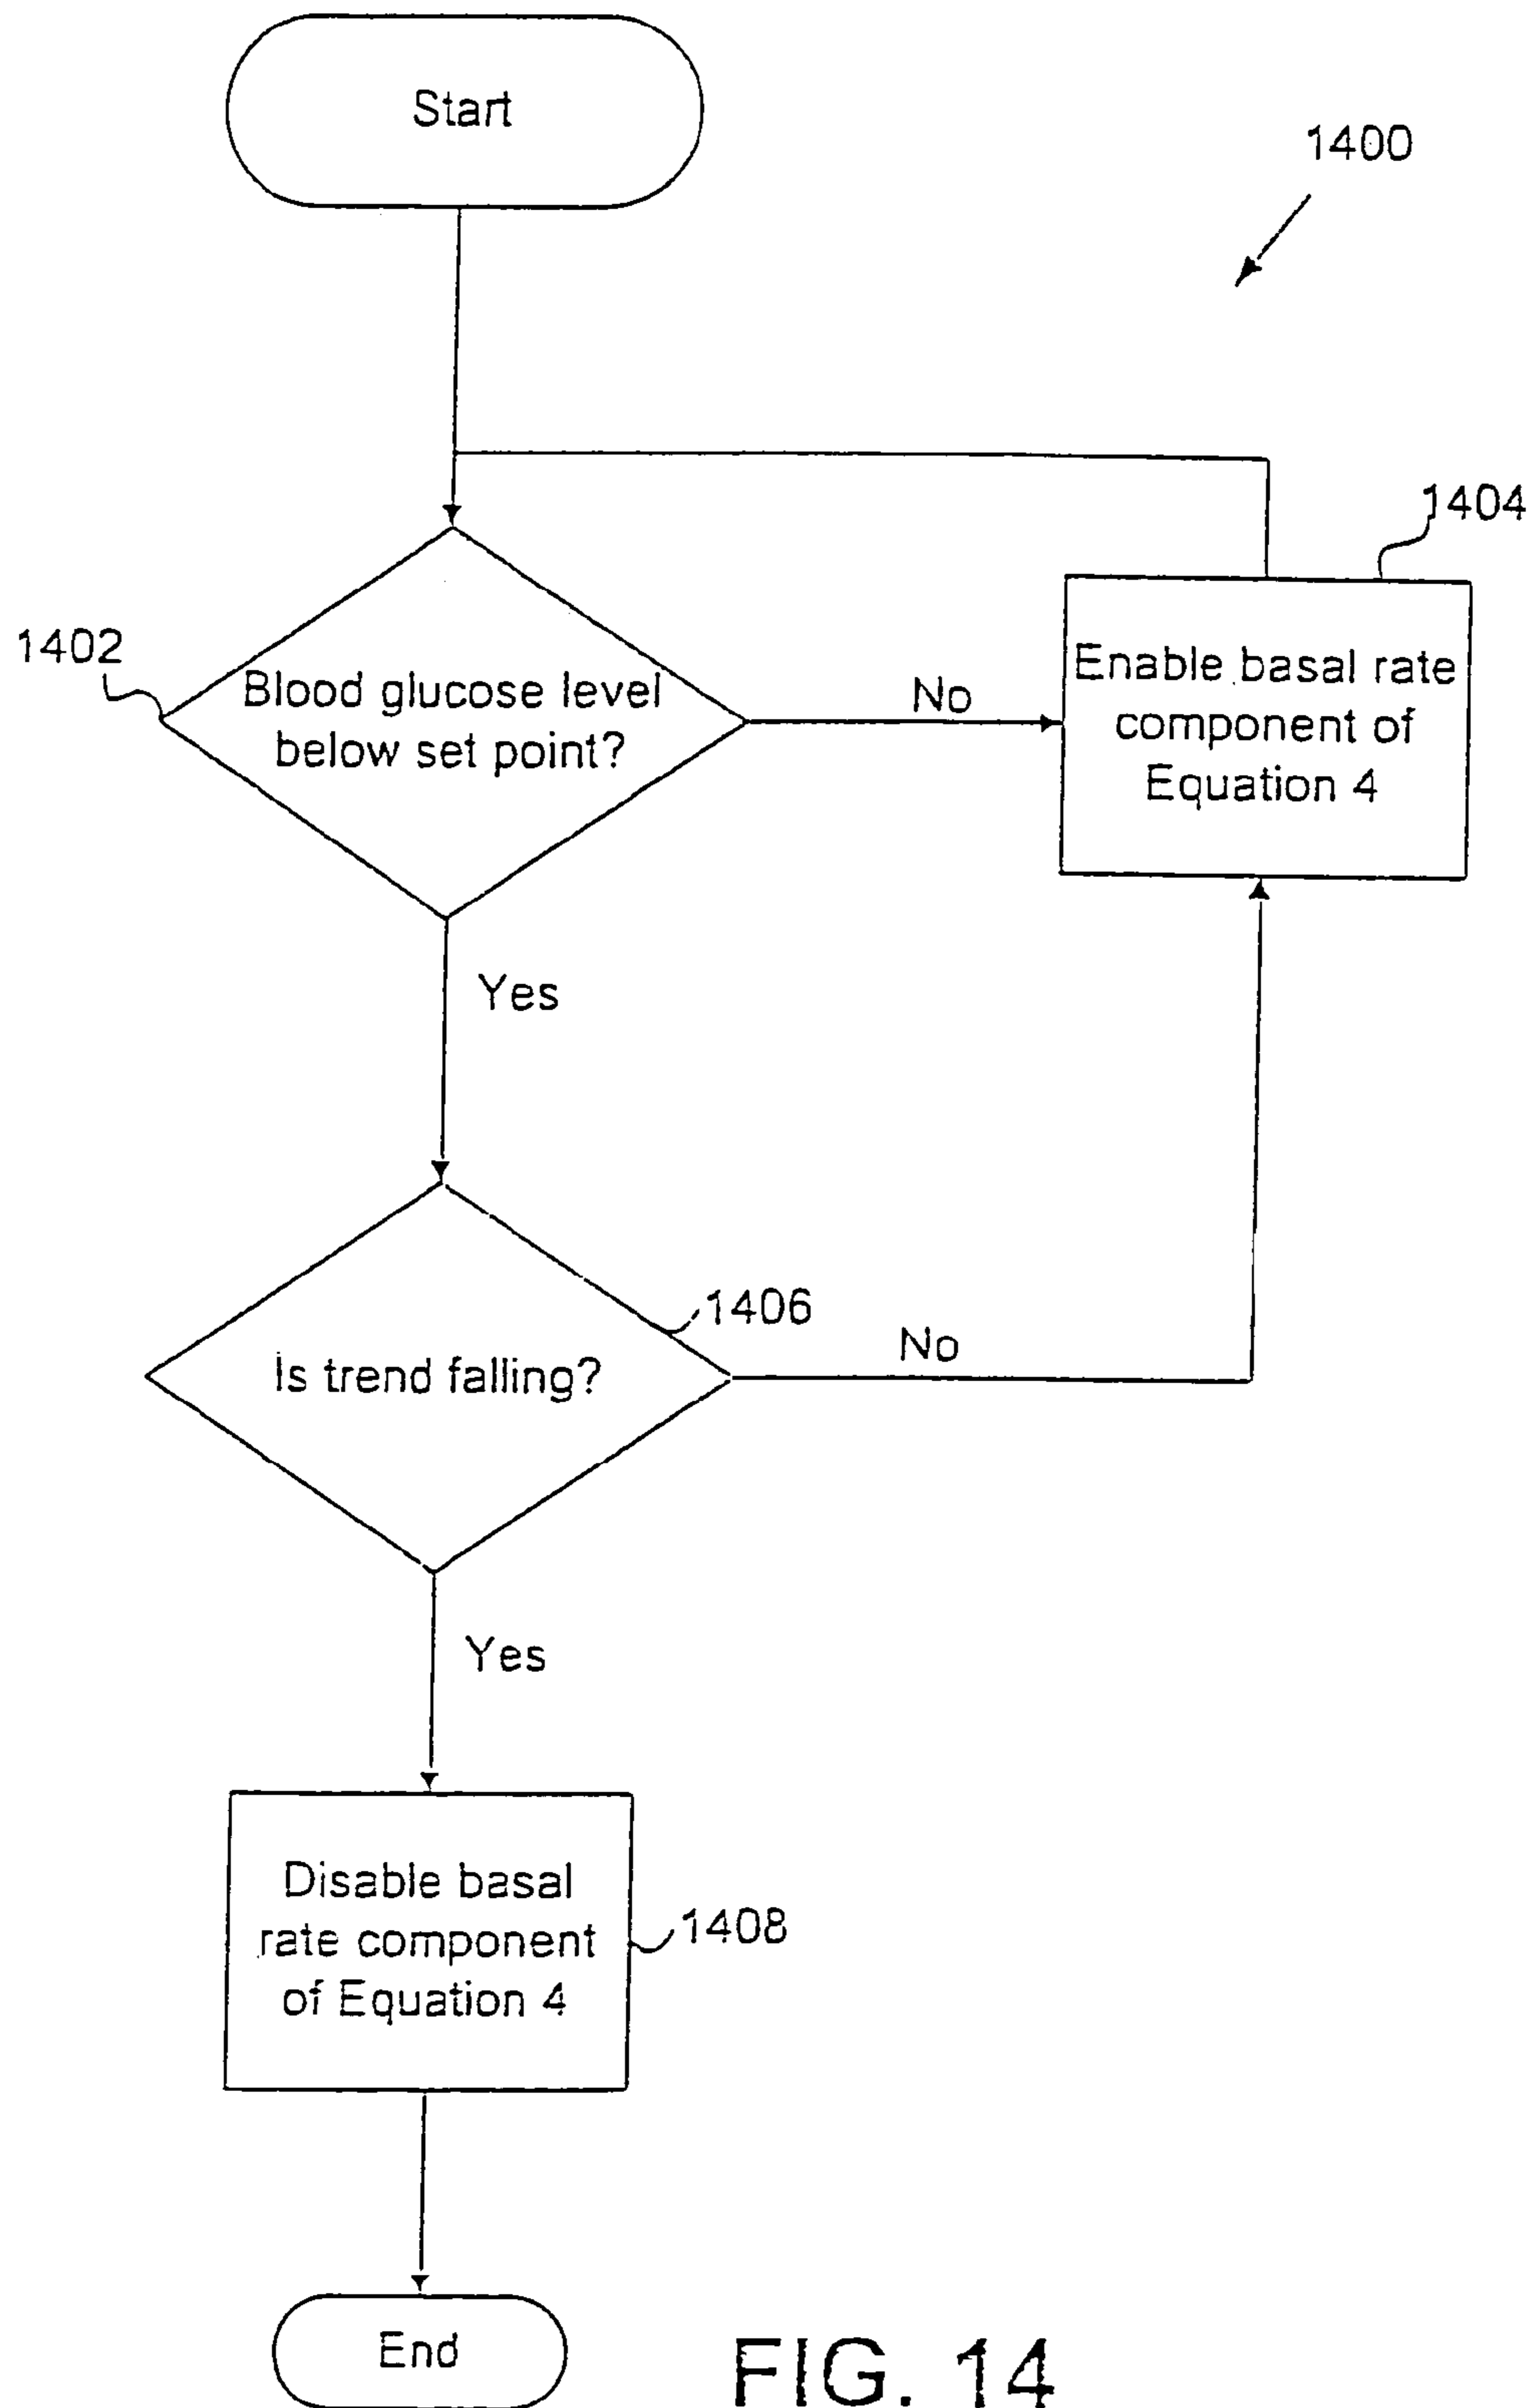 Start
1400
1404
1402
Blood glucose level
below set point?
No
Enable basal rate
component of
Equation 4
Yes
1406
Is trend falling?
No
Yes
Disable basal
rate component
of Equation 4
1408
End
FIG. 14